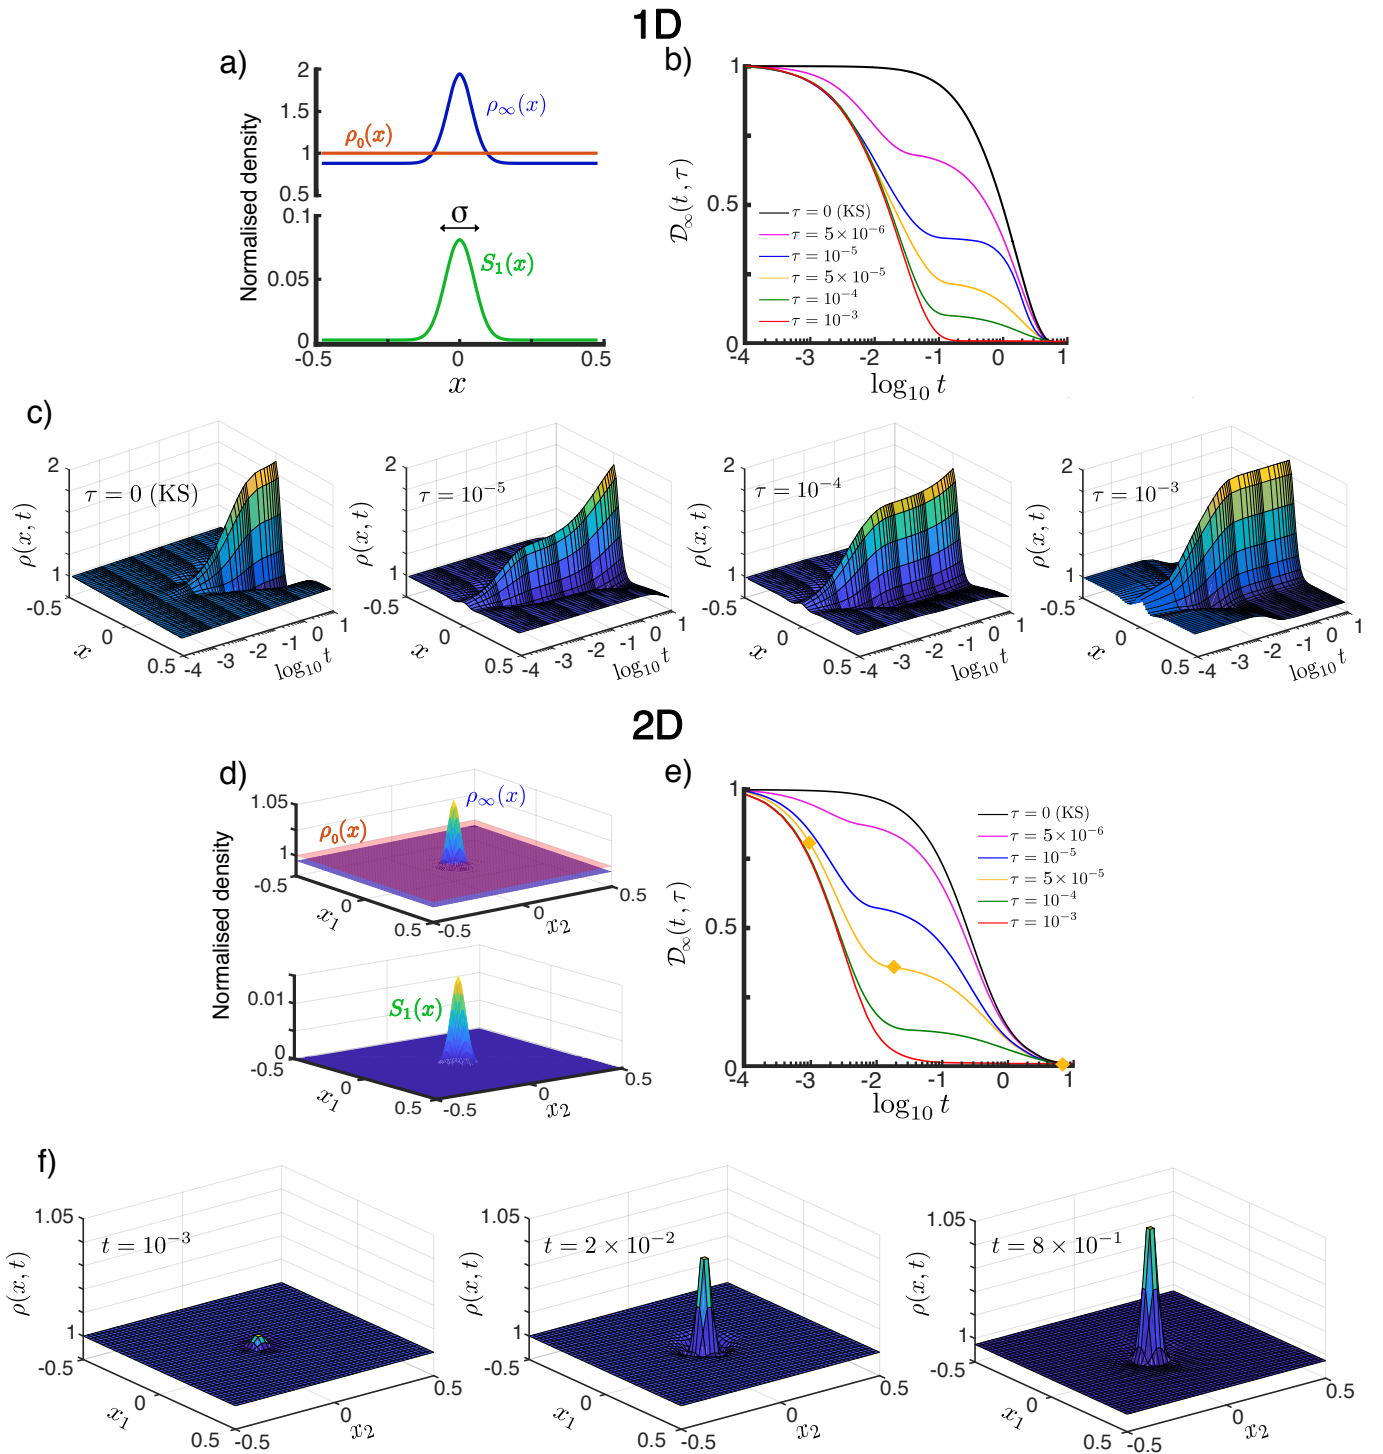 1D
a)
Normalised density
2
1.5
1
0.5
ρ∞(x)
ρ₀(x)
0.1
0.05
0
σ
S₁(x)
-0.5 0 0.5
x
b)
𝒟∞(t, τ)
1
0.5
0
τ = 0 (KS)
τ = 5×10⁻⁶
τ = 10⁻⁵
τ = 5×10⁻⁵
τ = 10⁻⁴
τ = 10⁻³
-4 -3 -2 -1 0 1
log₁₀ t
c)
ρ(x, t)
2
1
-0.5
τ = 0 (KS)
x
0
0.5
-4 -3 -2 -1 0 1
log₁₀ t
ρ(x, t)
2
1
-0.5
τ = 10⁻⁵
x
0
0.5
-4 -3 -2 -1 0 1
log₁₀ t
ρ(x, t)
2
1
-0.5
τ = 10⁻⁴
x
0
0.5
-4 -3 -2 -1 0 1
log₁₀ t
ρ(x, t)
2
1
-0.5
τ = 10⁻³
x
0
0.5
-4 -3 -2 -1 0 1
log₁₀ t
2D
d)
Normalised density
1.05
1
-0.5
ρ∞(x)
ρ₀(x)
x₁
0
0.5
-0.5
0
x₂
0.5
0.01
0
-0.5
S₁(x)
x₁
0
0.5
-0.5
0
x₂
0.5
e)
𝒟∞(t, τ)
1
0.5
0
τ = 0 (KS)
τ = 5×10⁻⁶
τ = 10⁻⁵
τ = 5×10⁻⁵
τ = 10⁻⁴
τ = 10⁻³
-4 -3 -2 -1 0 1
log₁₀ t
f)
ρ(x, t)
1.05
1
-0.5
t = 10⁻³
x₁
0
0.5
-0.5
0
x₂
0.5
ρ(x, t)
1.05
1
-0.5
t = 2 × 10⁻²
x₁
0
0.5
-0.5
0
x₂
0.5
ρ(x, t)
1.05
1
-0.5
t = 8 × 10⁻¹
x₁
0
0.5
-0.5
0
x₂
0.5